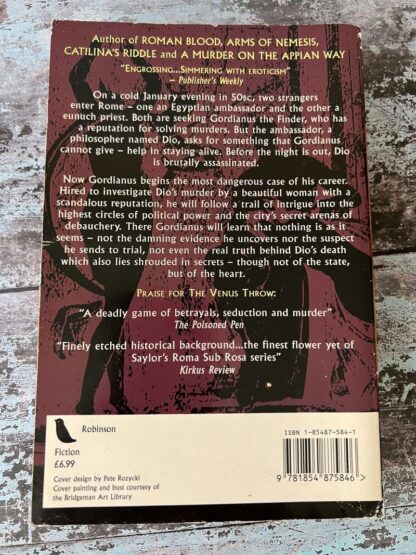 Author of ROMAN BLOOD, ARMS OF NEMESIS,
CATILINA'S RIDDLE and A MURDER ON THE APPIAN WAY
"ENGROSSING...SIMMERING WITH EROTICISM"
– Publisher's Weekly
On a cold January evening in 50BC, two strangers
enter Rome – one an Egyptian ambassador and the other a
eunuch priest. Both are seeking Gordianus the Finder, who has
a reputation for solving murders. But the ambassador, a
philosopher named Dio, asks for something that Gordianus
cannot give – help in staying alive. Before the night is out, Dio
is brutally assassinated.
Now Gordianus begins the most dangerous case of his career.
Hired to investigate Dio's murder by a beautiful woman with a
scandalous reputation, he will follow a trail of intrigue into the
highest circles of political power and the city's secret arenas of
debauchery. There Gordianus will learn that nothing is as it
seems – not the damning evidence he uncovers nor the suspect
he sends to trial, not even the real truth behind Dio's death
which also lies shrouded in secrets – though not of the state,
but of the heart.
PRAISE FOR THE VENUS THROW:
"A deadly game of betrayals, seduction and murder"
The Poisoned Pen
"Finely etched historical background...the finest flower yet of
Saylor's Roma Sub Rosa series"
Kirkus Review
Robinson
Fiction
£6.99
Cover design by Pete Rozycki
Cover painting and bust courtesy of
the Bridgeman Art Library
ISBN 1-85487-584-1
9 781854 875846 >